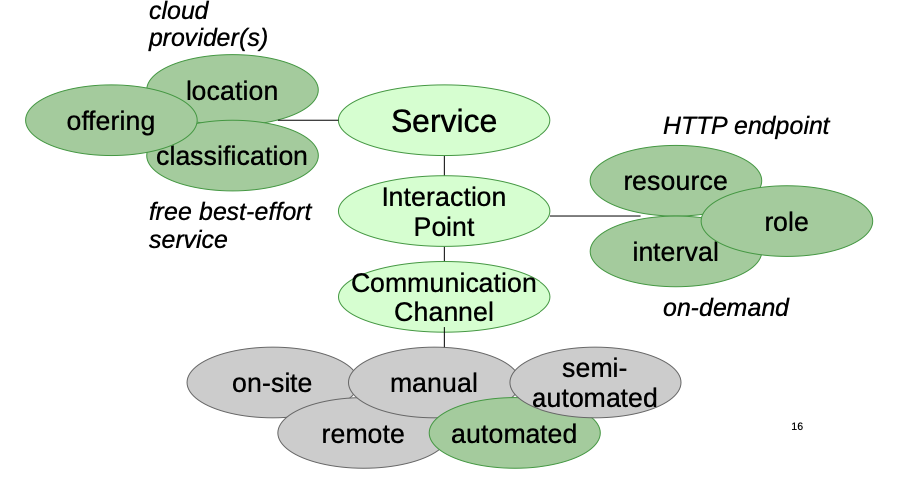 cloud
provider(s)
location
offering
classification
free best-effort
service
Service
Interaction
Point
Communication
Channel
HTTP endpoint
resource
role
interval
on-demand
on-site
manual
semi-
automated
remote
automated
16